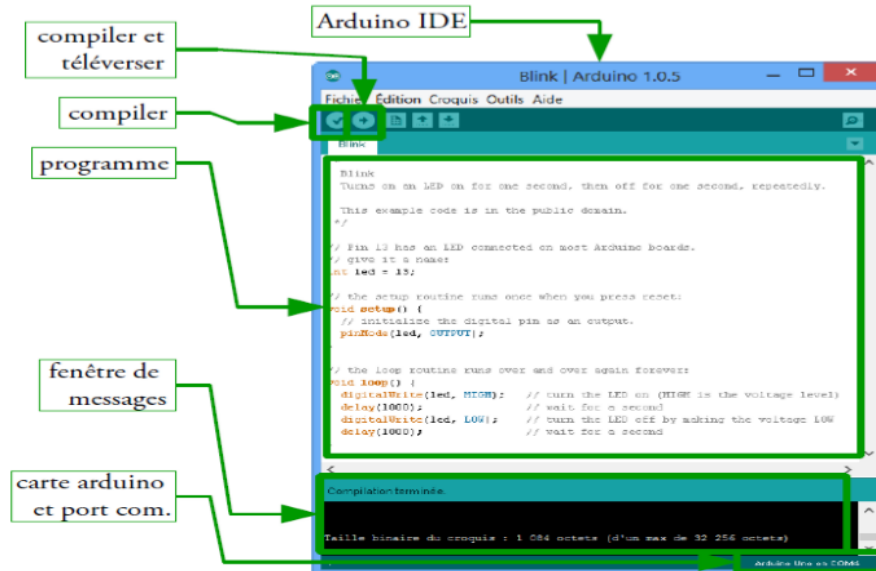 Arduino IDE
compiler et
téléverser
compiler
programme
fenêtre de
messages
carte arduino
et port com.
Blink | Arduino 1.0.5
Fichier Édition Croquis Outils Aide
Blink
Blink
Turns on an LED on for one second, then off for one second, repeatedly.
This example code is in the public domain.
*/
// Pin 13 has an LED connected on most Arduino boards.
// give it a name:
int led = 13;
// the setup routine runs once when you press reset:
void setup() {
// initialize the digital pin as an output.
pinMode(led, OUTPUT);
// the loop routine runs over and over again forever:
void loop() {
digitalWrite(led, HIGH); // turn the LED on (HIGH is the voltage level)
delay(1000); // wait for a second
digitalWrite(led, LOW); // turn the LED off by making the voltage LOW
delay(1000); // wait for a second
Compilation terminée.
Taille binaire du croquis : 1 084 octets (d'un max de 32 256 octets)
Arduino Uno on COM4